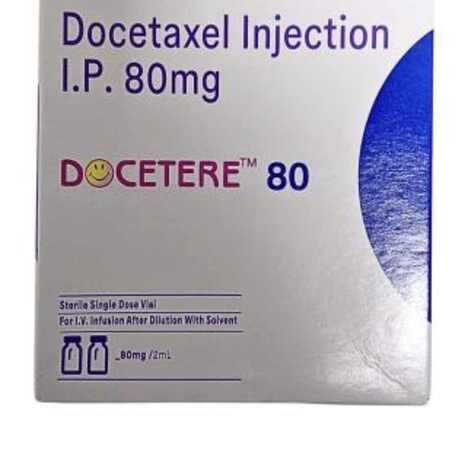 Docetaxel Injection
I.P. 80mg
DOCETERE™ 80
Sterile Single Dose Vial
For I.V. Infusion After Dilution With Solvent
80mg /2mL